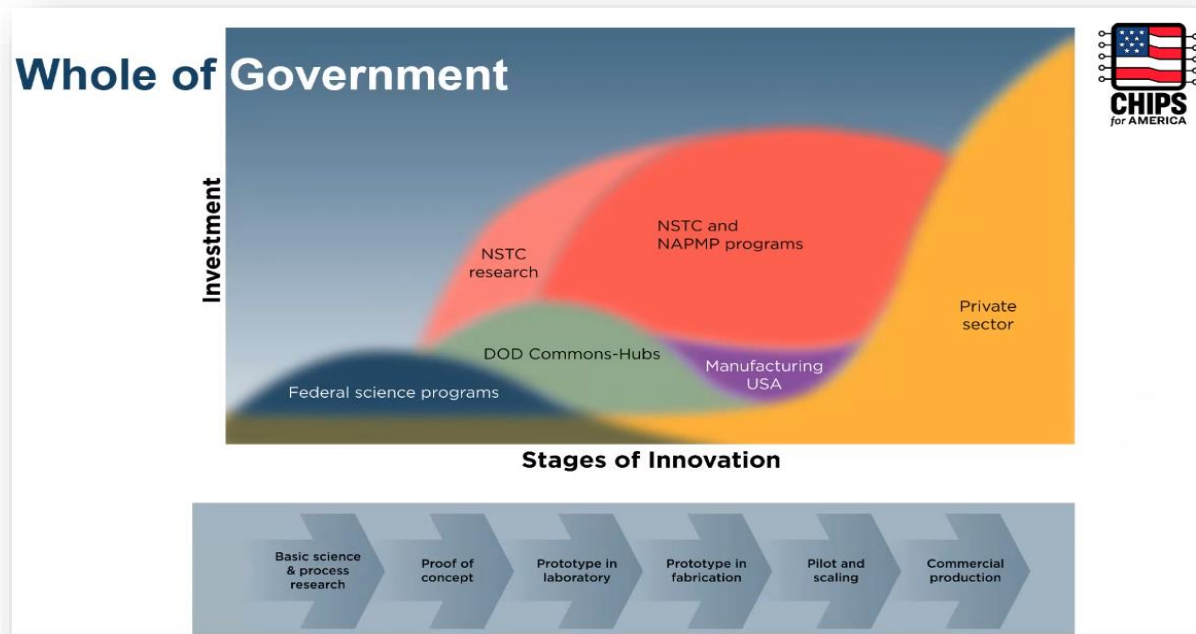 Whole of Government
CHIPS
for AMERICA
Investment
NSTC
research
NSTC and
NAPMP programs
Private
sector
DOD Commons-Hubs
Manufacturing
USA
Federal science programs
Stages of Innovation
Basic science
& process
research
Proof of
concept
Prototype in
laboratory
Prototype in
fabrication
Pilot and
scaling
Commercial
production